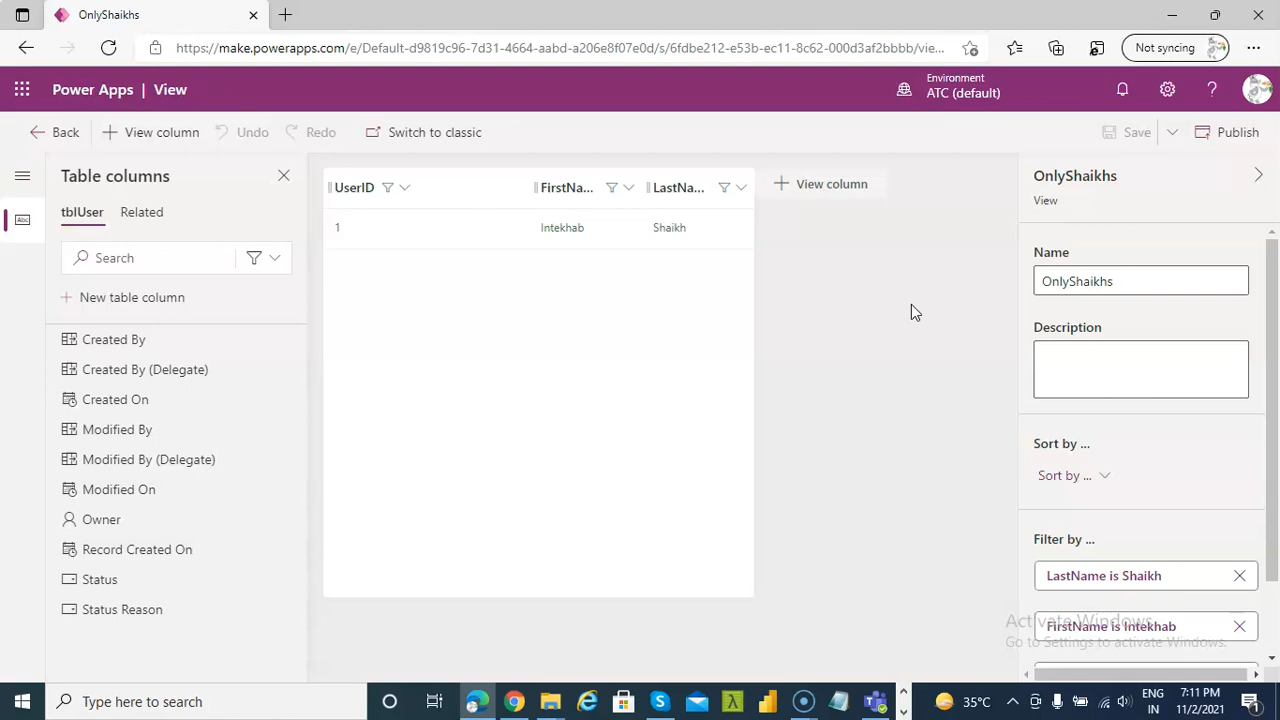 OnlyShaikhs
https://make.powerapps.com/e/Default-d9819c96-7d31-4664-aabd-a206e8f07e0d/s/6fdbe212-e53b-ec11-8c62-000d3af2bbbb/vie...
Not syncing
Power Apps | View
Environment
ATC (default)
Back
View column
Undo
Redo
Switch to classic
Save
Publish
Table columns
tblUser
Related
Search
New table column
Created By
Created By (Delegate)
Created On
Modified By
Modified By (Delegate)
Modified On
Owner
Record Created On
Status
Status Reason
UserID
FirstNa...
LastNa...
View column
1
Intekhab
Shaikh
OnlyShaikhs
View
Name
OnlyShaikhs
Description
Sort by ...
Sort by ...
Filter by ...
LastName is Shaikh
FirstName is Intekhab
Activate Windows
Go to Settings to activate Windows.
Type here to search
35°C
ENG
IN
7:11 PM
11/2/2021
1